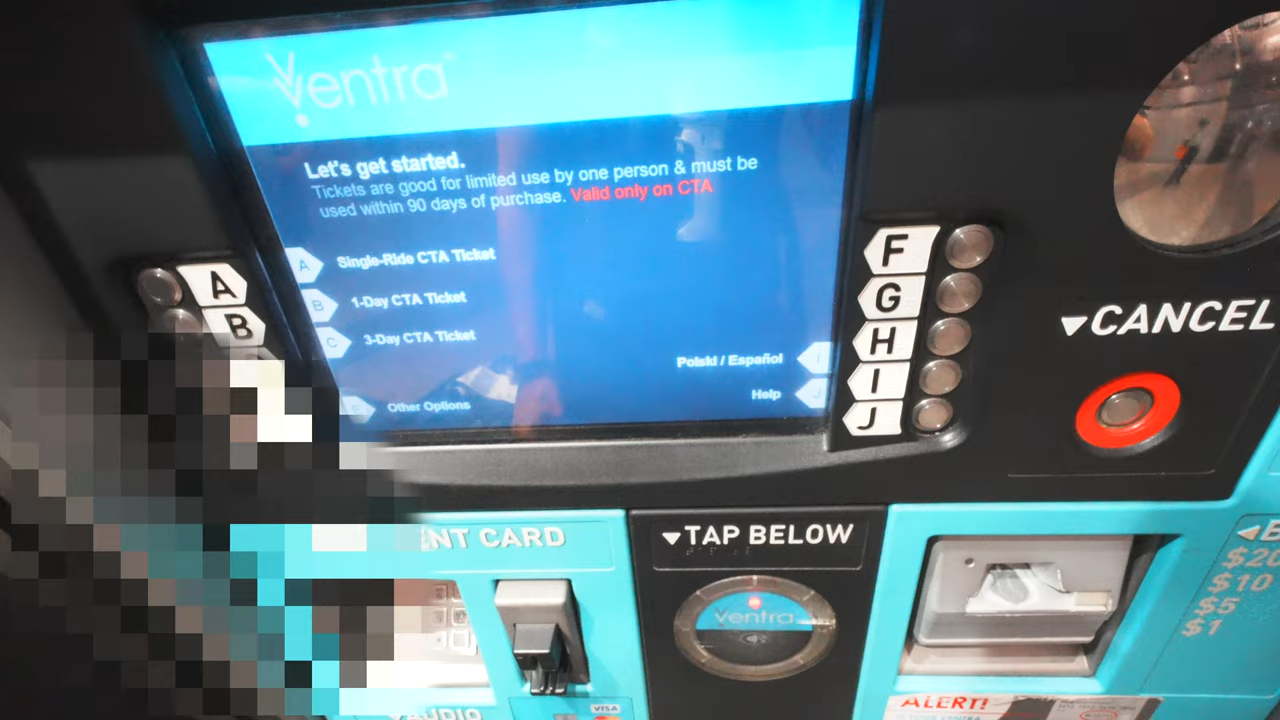 Ventra™
Let's get started.
Tickets are good for limited use by one person & must be
used within 90 days of purchase. Valid only on CTA
A Single-Ride CTA Ticket
B 1-Day CTA Ticket
C 3-Day CTA Ticket
Polski / Español I
Help J
Other Options
A
B
F
G
H
I
J
CANCEL
NT CARD
TAP BELOW
ventra
$20
$10
$5
$1
AUDIO
VISA
ALERT!